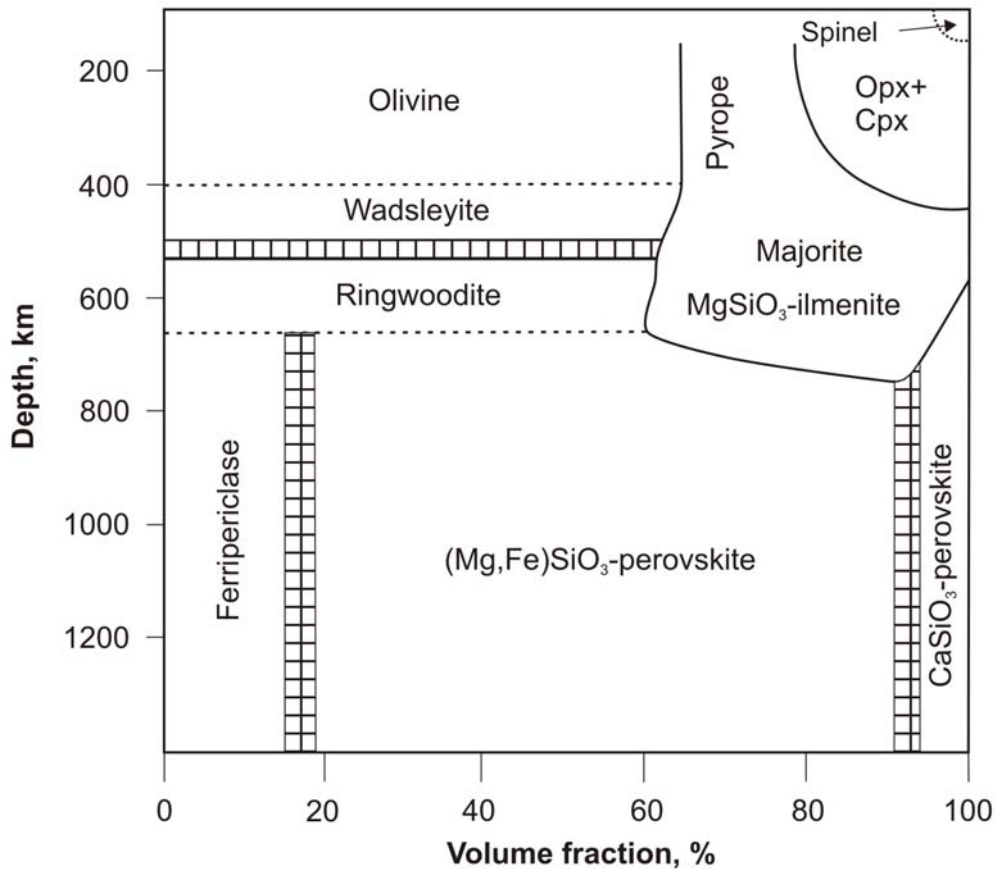 Spinel
200
Olivine
Opx+
Cpx
Pyrope
400
Wadsleyite
Majorite
600
Ringwoodite
MgSiO₃-ilmenite
Depth, km
800
Ferripericlase
1000
(Mg,Fe)SiO₃-perovskite
CaSiO₃-perovskite
1200
0
20
40
60
80
100
Volume fraction, %